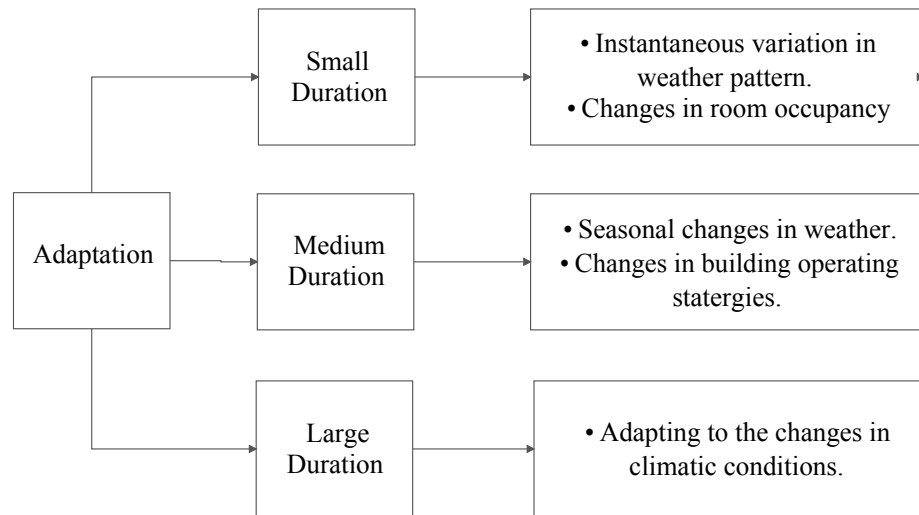 Small
Duration
• Instantaneous variation in
weather pattern.
• Changes in room occupancy
Adaptation
Medium
Duration
• Seasonal changes in weather.
• Changes in building operating
statergies.
Large
Duration
• Adapting to the changes in
climatic conditions.